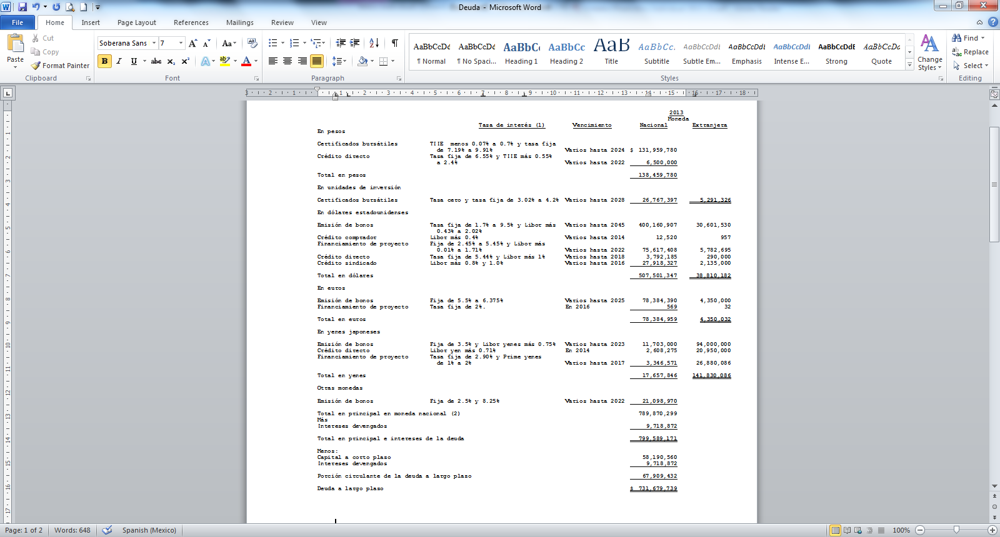 Deuda - Microsoft Word
File Home Insert Page Layout References Mailings Review View
Paste
Cut
Copy
Format Painter
Clipboard
Soberana Sans 7
Font
Paragraph
AaBbCcDd AaBbCcDd AaBbCc AaBbCc AaB AaBbCc. AaBbCcDdE AaBbCcDdE AaBbCcDdE AaBbCcDdE AaBbCcDd
¶ Normal ¶ No Spaci... Heading 1 Heading 2 Title Subtitle Subtle Em... Emphasis Intense E... Strong Quote
Change Styles
Styles
Find
Replace
Select
Editing
2013
Moneda
Tasa de interés (1) Vencimiento Nacional Extranjera
En pesos
Certificados bursátiles TIIE menos 0.07% a 0.7% y tasa fija
de 7.19% a 9.91% Varios hasta 2024 $ 131,959,780
Crédito directo Tasa fija de 6.55% y TIIE más 0.55%
a 2.4% Varios hasta 2022 6,500,000
Total en pesos 138,459,780
En unidades de inversión
Certificados bursátiles Tasa cero y tasa fija de 3.02% a 4.2% Varios hasta 2028 26,767,397 5,291,326
En dólares estadounidenses
Emisión de bonos Tasa fija de 1.7% a 9.5% y Libor más Varios hasta 2045 400,160,907 30,601,530
0.43% a 2.02%
Crédito comprador Libor más 0.4% Varios hasta 2014 12,520 957
Financiamiento de proyecto Fija de 2.45% a 5.45% y Libor más
0.01% a 1.71% Varios hasta 2022 75,617,408 5,782,695
Crédito directo Tasa fija de 5.44% y Libor más 1% Varios hasta 2018 3,792,185 290,000
Crédito sindicado Libor más 0.8% y 1.0% Varios hasta 2016 27,918,327 2,135,000
Total en dólares 507,501,347 38,810,182
En euros
Emisión de bonos Fija de 5.5% a 6.375% Varios hasta 2025 78,384,390 4,350,000
Financiamiento de proyecto Tasa fija de 2%. En 2016 569 32
Total en euros 78,384,959 4,350,032
En yenes japoneses
Emisión de bonos Fija de 3.5% y Libor yenes más 0.75% Varios hasta 2023 11,703,000 94,000,000
Crédito directo Libor yen más 0.71% En 2014 2,608,275 20,950,000
Financiamiento de proyecto Tasa fija de 2.90% y Prime yenes
de 1% a 2% Varios hasta 2017 3,346,571 26,880,086
Total en yenes 17,657,846 141,830,086
Otras monedas
Emisión de bonos Fija de 2.5% y 8.25% Varios hasta 2022 21,098,970
Total en principal en moneda nacional (2) 789,870,299
Más
Intereses devengados 9,718,872
Total en principal e intereses de la deuda 799,589,171
Menos:
Capital a corto plazo 58,190,560
Intereses devengados 9,718,872
Porción circulante de la deuda a largo plazo 67,909,432
Deuda a largo plazo $ 731,679,739
Page: 1 of 2 Words: 648 Spanish (Mexico) 100%